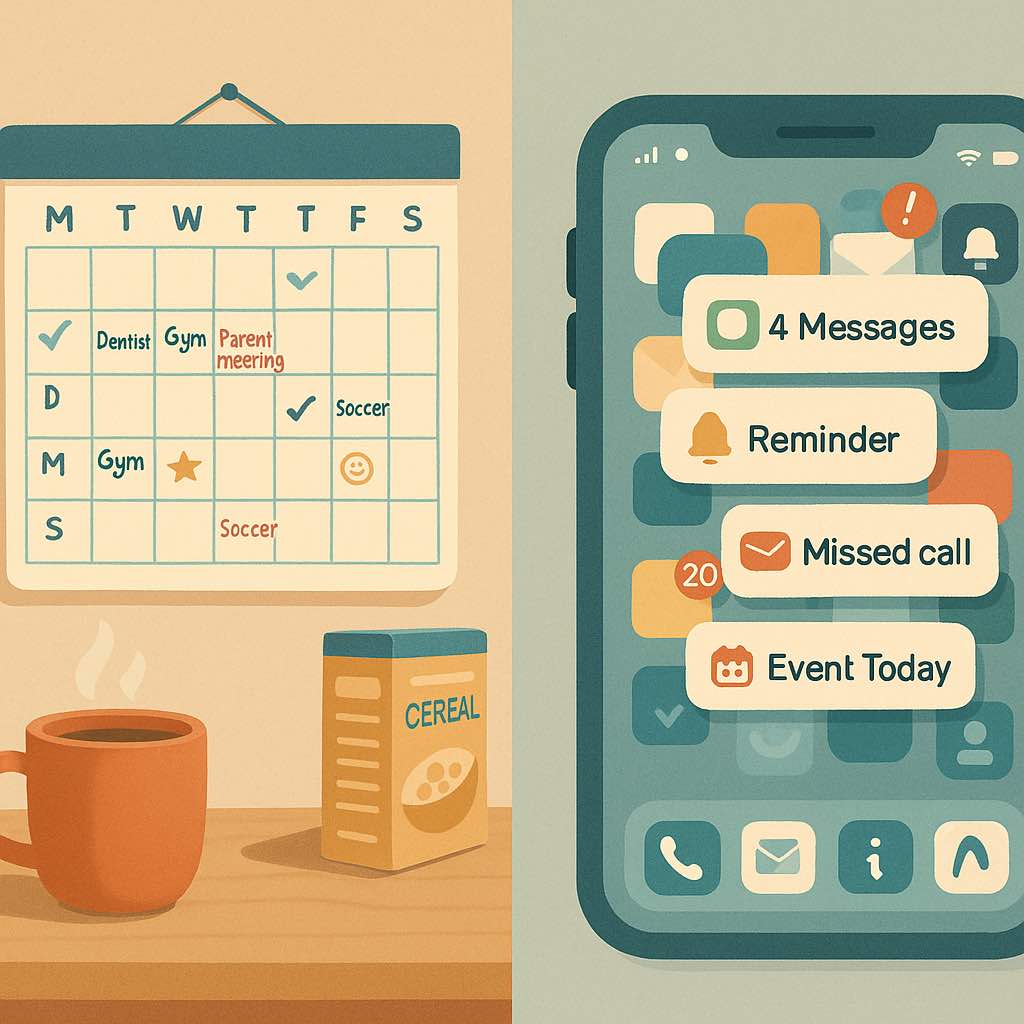 M T W T T F S
Dentist Gym Parent
meering
D Soccer
M Gym
S Soccer
CEREAL
!
4 Messages
Reminder
Missed call
20
Event Today
i